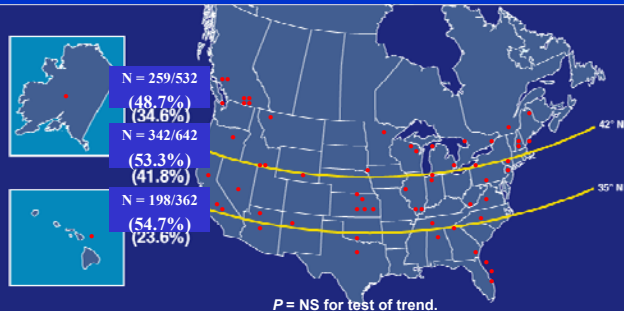 N = 259/532
(48.7%)
(34.6%)
N = 342/642
(53.3%)
(41.8%)
N = 198/362
(54.7%)
(23.6%)
42° N
35° N
P = NS for test of trend.